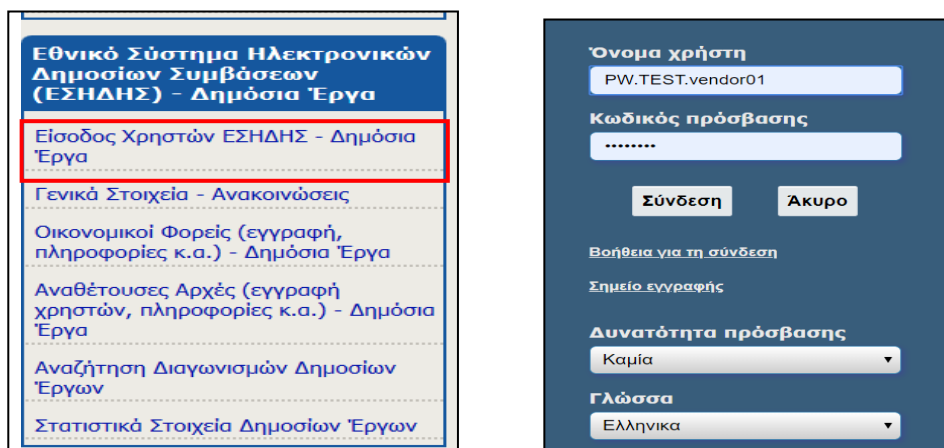 Εθνικό Σύστημα Ηλεκτρονικών
Δημοσίων Συμβάσεων
(ΕΣΗΔΗΣ) - Δημόσια Έργα
Είσοδος Χρηστών ΕΣΗΔΗΣ - Δημόσια
Έργα
Γενικά Στοιχεία - Ανακοινώσεις
Οικονομικοί Φορείς (εγγραφή,
πληροφορίες κ.α.) - Δημόσια Έργα
Αναθέτουσες Αρχές (εγγραφή
χρηστών, πληροφορίες κ.α.) - Δημόσια
Έργα
Αναζήτηση Διαγωνισμών Δημοσίων
Έργων
Στατιστικά Στοιχεία Δημοσίων Έργων
Όνομα χρήστη
PW.TEST.vendor01
Κωδικός πρόσβασης
••••••••
Σύνδεση Άκυρο
Βοήθεια για τη σύνδεση
Σημείο εγγραφής
Δυνατότητα πρόσβασης
Καμία
Γλώσσα
Ελληνικα